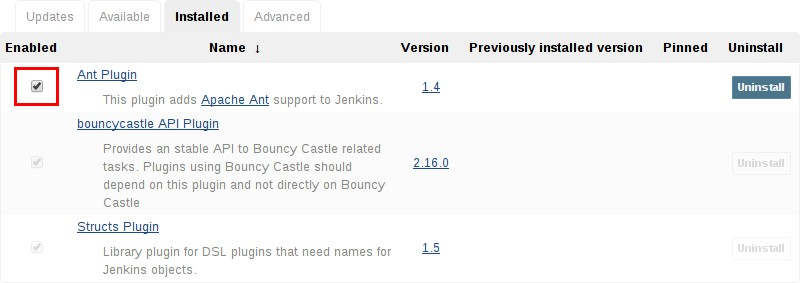 Updates Available Installed Advanced
Enabled Name ↓ Version Previously installed version Pinned Uninstall
Ant Plugin
This plugin adds Apache Ant support to Jenkins.
1.4
Uninstall
bouncycastle API Plugin
Provides an stable API to Bouncy Castle related
tasks. Plugins using Bouncy Castle should
depend on this plugin and not directly on Bouncy
Castle
2.16.0
Uninstall
Structs Plugin
Library plugin for DSL plugins that need names for
Jenkins objects.
1.5
Uninstall